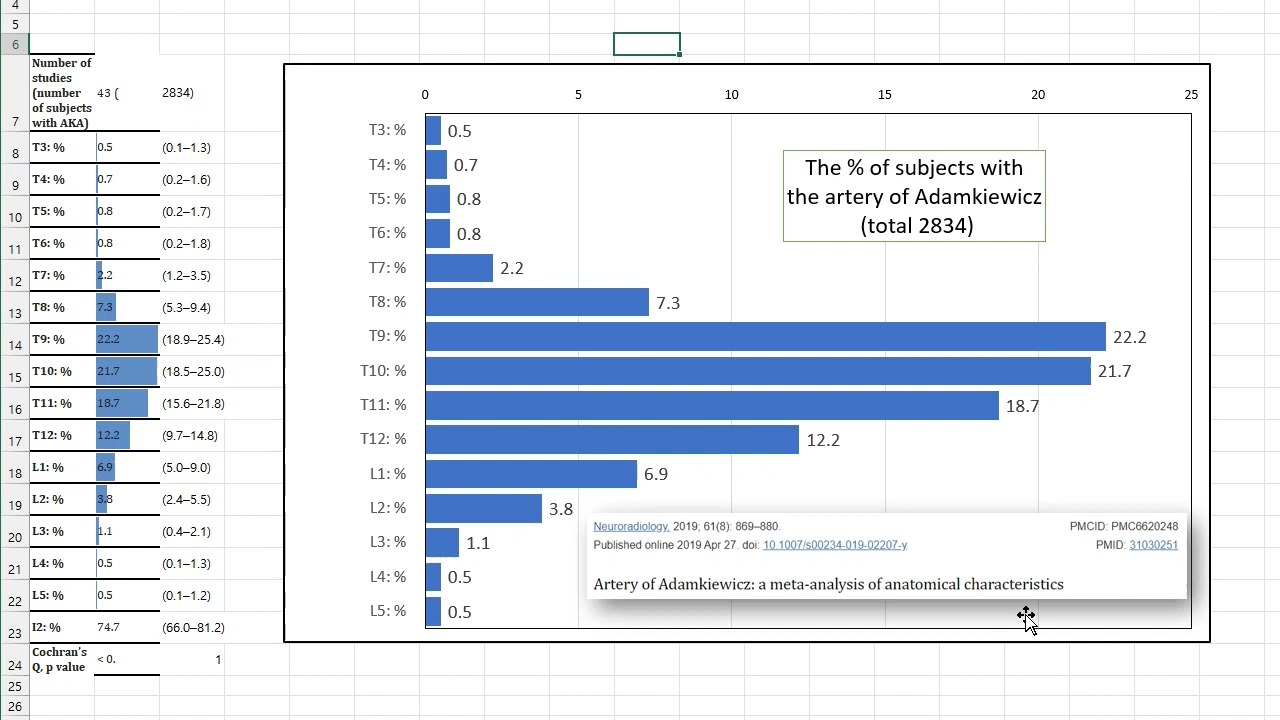 4
5
6
7
Number of
studies
(number
of subjects
with AKA)
43 (
2834)
8
T3: %
0.5
(0.1–1.3)
9
T4: %
0.7
(0.2–1.6)
10
T5: %
0.8
(0.2–1.7)
11
T6: %
0.8
(0.2–1.8)
12
T7: %
2.2
(1.2–3.5)
13
T8: %
7.3
(5.3–9.4)
14
T9: %
22.2
(18.9–25.4)
15
T10: %
21.7
(18.5–25.0)
16
T11: %
18.7
(15.6–21.8)
17
T12: %
12.2
(9.7–14.8)
18
L1: %
6.9
(5.0–9.0)
19
L2: %
3.8
(2.4–5.5)
20
L3: %
1.1
(0.4–2.1)
21
L4: %
0.5
(0.1–1.3)
22
L5: %
0.5
(0.1–1.2)
23
I2: %
74.7
(66.0–81.2)
24
Cochran's
Q, p value
< 0.
1
25
26
0
5
10
15
20
25
T3: %
0.5
T4: %
0.7
T5: %
0.8
T6: %
0.8
T7: %
2.2
T8: %
7.3
T9: %
22.2
T10: %
21.7
T11: %
18.7
T12: %
12.2
L1: %
6.9
L2: %
3.8
L3: %
1.1
L4: %
0.5
L5: %
0.5
The % of subjects with
the artery of Adamkiewicz
(total 2834)
Neuroradiology. 2019; 61(8): 869–880.
PMCID: PMC6620248
Published online 2019 Apr 27. doi: 10.1007/s00234-019-02207-y
PMID: 31030251
Artery of Adamkiewicz: a meta-analysis of anatomical characteristics